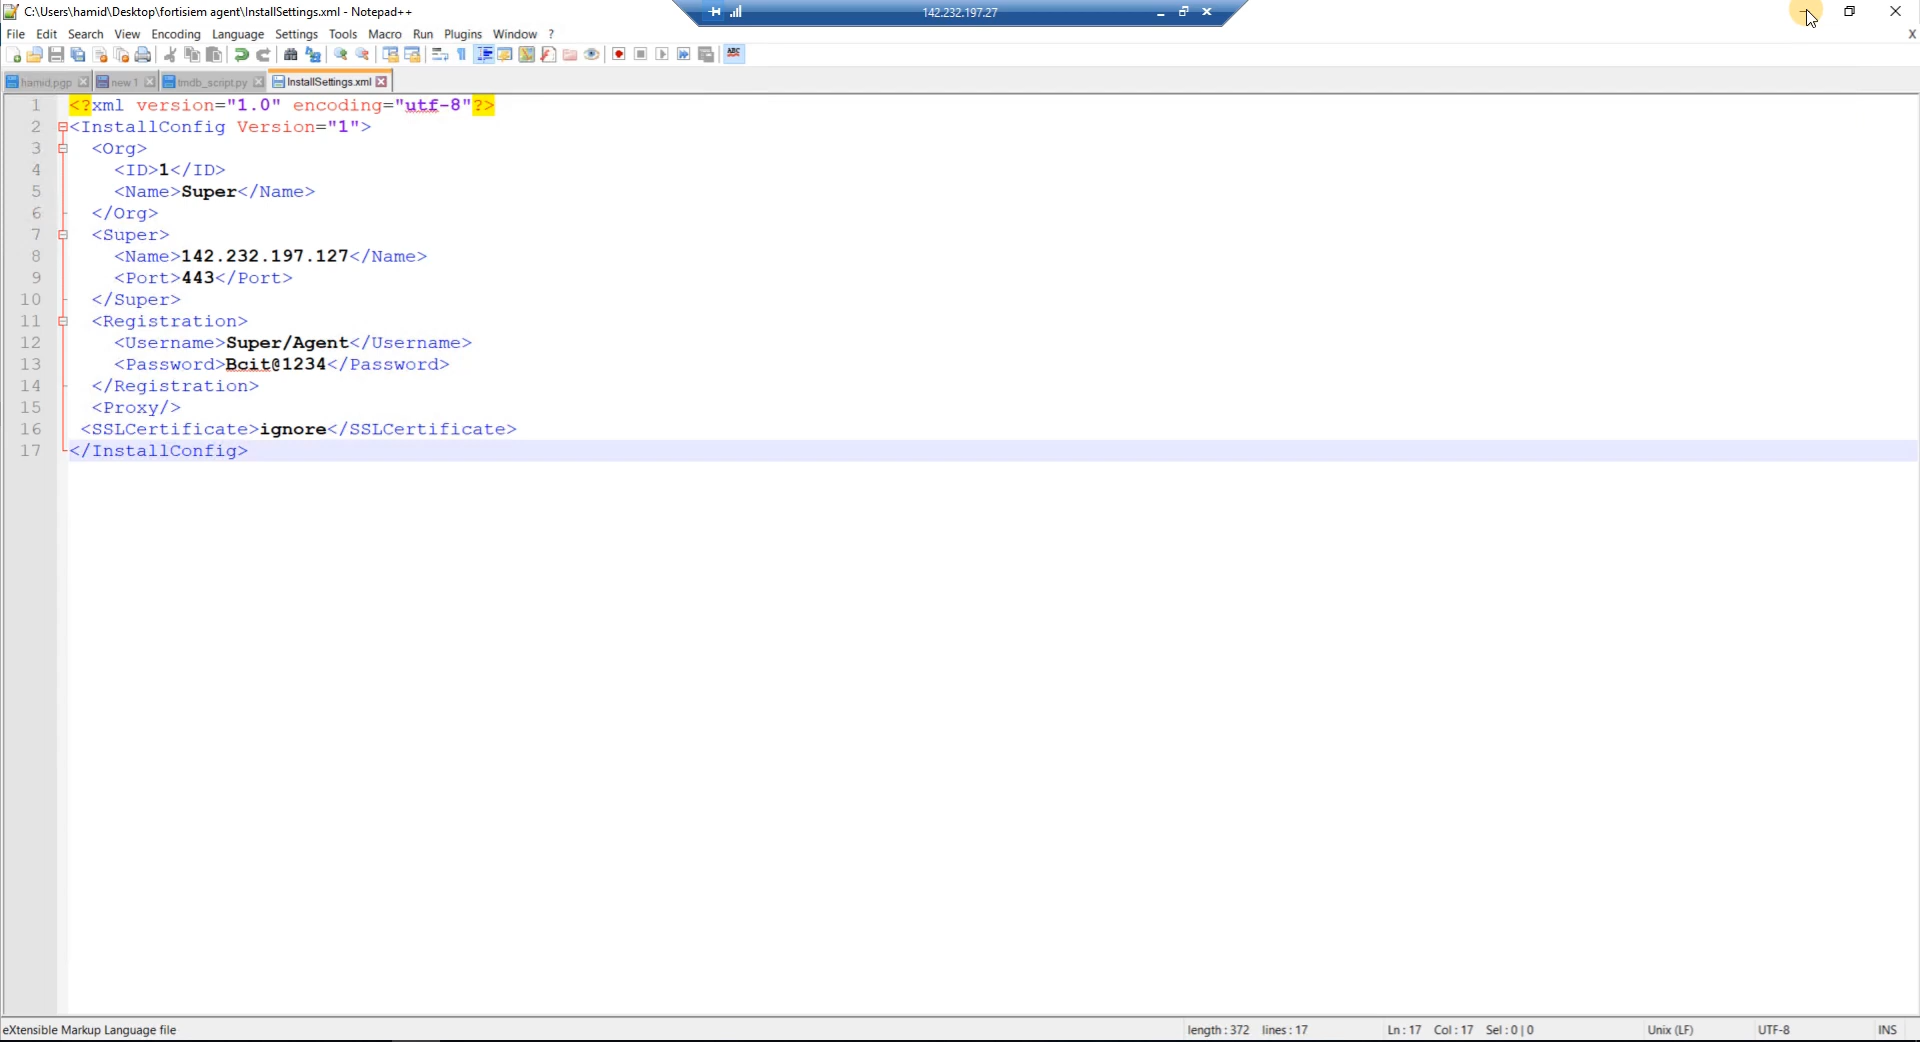 C:\Users\hamid\Desktop\fortisiem agent\InstallSettings.xml - Notepad++
142.232.197.27
File Edit Search View Encoding Language Settings Tools Macro Run Plugins Window ?
X
ABC
hamid.pgp new 1 tmdb_script.py InstallSettings.xml
1 <?xml version="1.0" encoding="utf-8"?>
2 <InstallConfig Version="1">
3 <Org>
4 <ID>1</ID>
5 <Name>Super</Name>
6 </Org>
7 <Super>
8 <Name>142.232.197.127</Name>
9 <Port>443</Port>
10 </Super>
11 <Registration>
12 <Username>Super/Agent</Username>
13 <Password>Bcit@1234</Password>
14 </Registration>
15 <Proxy/>
16 <SSLCertificate>ignore</SSLCertificate>
17 </InstallConfig>
eXtensible Markup Language file length : 372 lines : 17 Ln : 17 Col : 17 Sel : 0 | 0 Unix (LF) UTF-8 INS